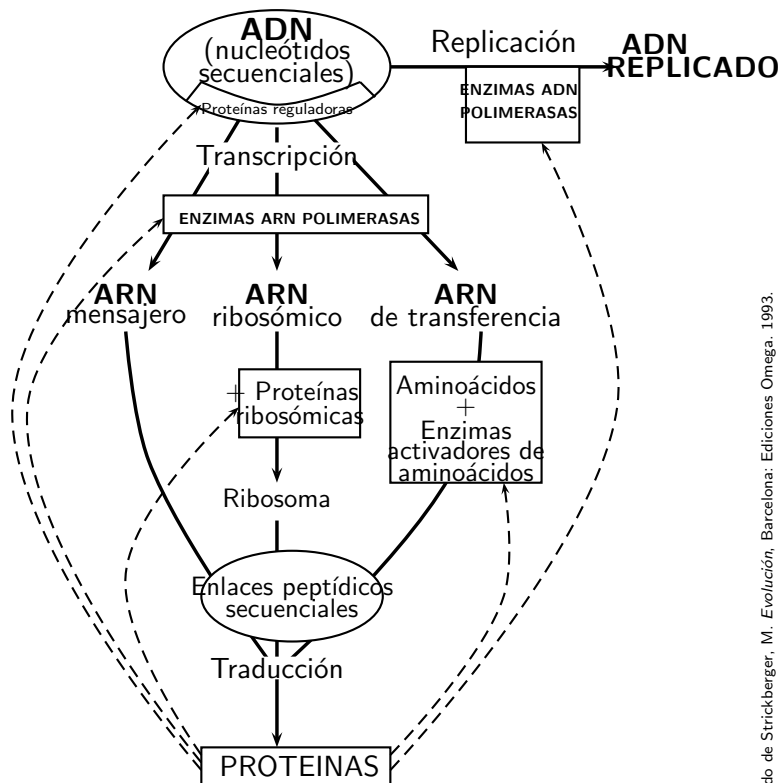 ADN
(nucleótidos
secuenciales)
Proteínas reguladoras
Replicación
ADN
REPLICADO
ENZIMAS ADN
POLIMERASAS
Transcripción
ENZIMAS ARN POLIMERASAS
ARN
mensajero
ARN
ribosómico
ARN
de transferencia
+ Proteínas
ribosómicas
Aminoácidos
+
Enzimas
activadores de
aminoácidos
Ribosoma
Enlaces peptídicos
secuenciales
Traducción
PROTEINAS
de Strickberger, M. Evolución, Barcelona: Ediciones Omega. 1993.